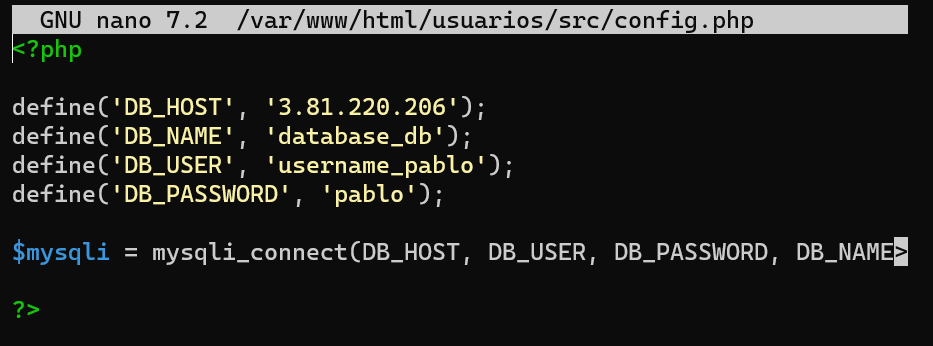 GNU nano 7.2  /var/www/html/usuarios/src/config.php
<?php
define('DB_HOST', '3.81.220.206');
define('DB_NAME', 'database_db');
define('DB_USER', 'username_pablo');
define('DB_PASSWORD', 'pablo');
$mysqli = mysqli_connect(DB_HOST, DB_USER, DB_PASSWORD, DB_NAME>
?>